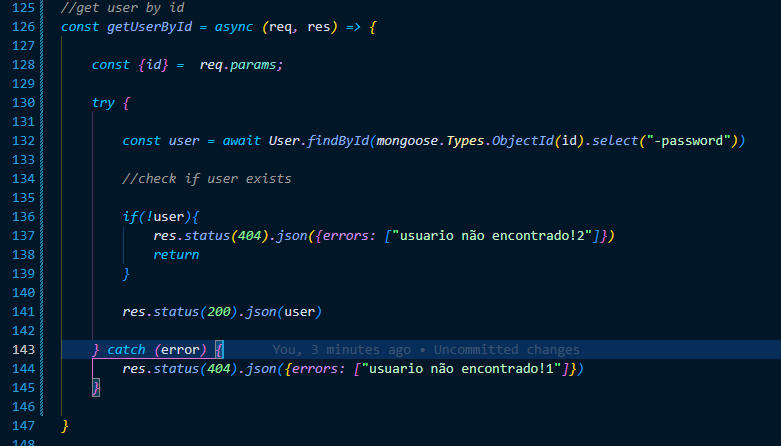 125 //get user by id
126 const getUserById = async (req, res) => {
127
128 const {id} =  req.params;
129
130 try {
131
132 const user = await User.findById(mongoose.Types.ObjectId(id).select("-password"))
133
134 //check if user exists
135
136 if(!user){
137 res.status(404).json({errors: ["usuario não encontrado!2"]})
138 return
139 }
140
141 res.status(200).json(user)
142
143 } catch (error) { You, 3 minutes ago • Uncommitted changes
144 res.status(404).json({errors: ["usuario não encontrado!1"]})
145 }
146
147 }
148